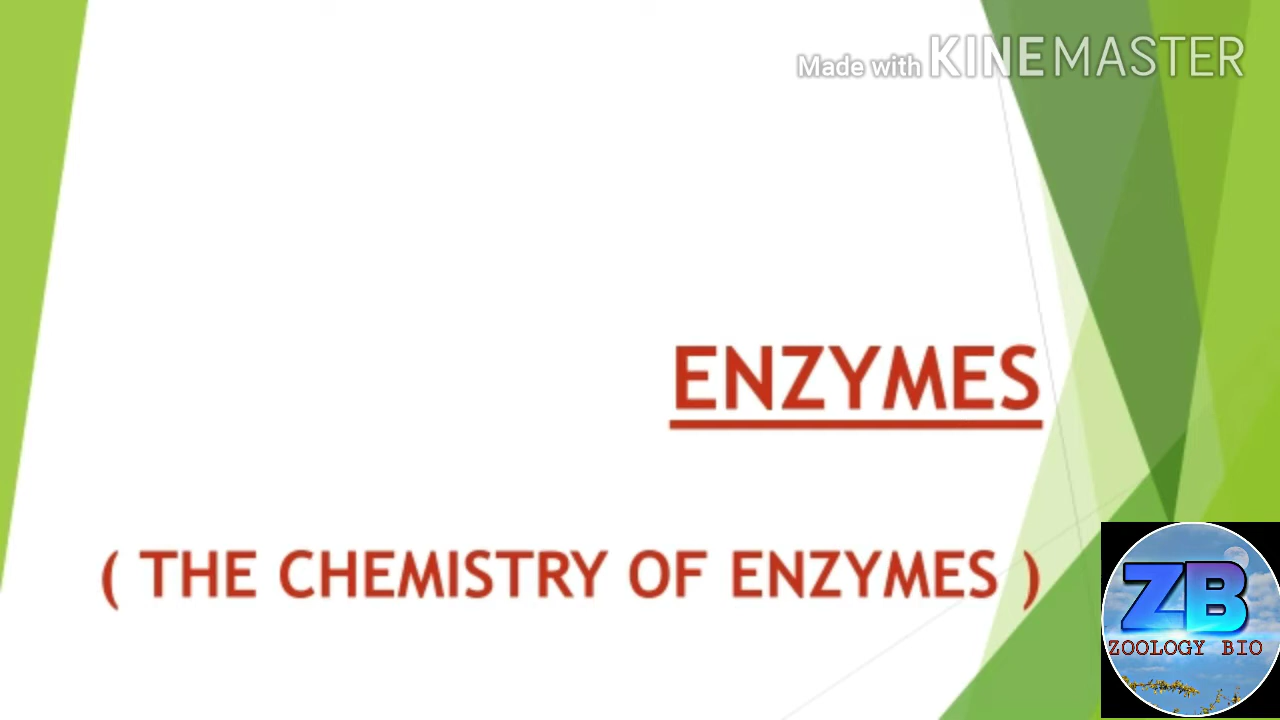 Made with KINEMASTER
ENZYMES
( THE CHEMISTRY OF ENZYMES )
ZB
ZOOLOGY BIO